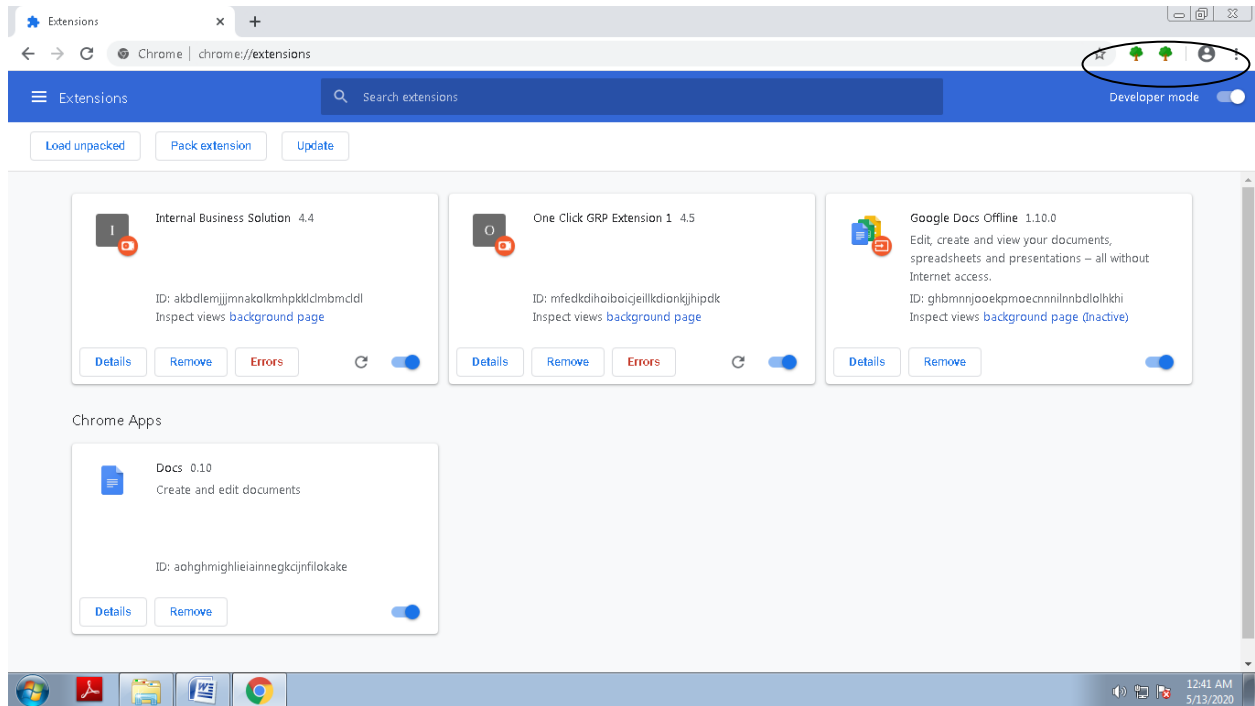 Extensions
Chrome | chrome://extensions
Extensions
Search extensions
Developer mode
Load unpacked
Pack extension
Update
I
Internal Business Solution 4.4
ID: akbdlemjjjmnakolkmhpkklclmbmcldl
Inspect views background page
Details
Remove
Errors
O
One Click GRP Extension 1 4.5
ID: mfedkdihoiboicjeillkdionkjjhipdk
Inspect views background page
Details
Remove
Errors
Google Docs Offline 1.10.0
Edit, create and view your documents,
spreadsheets and presentations – all without
Internet access.
ID: ghbmnnjooekpmoecnnnilnnbdlolhkhi
Inspect views background page (Inactive)
Details
Remove
Chrome Apps
Docs 0.10
Create and edit documents
ID: aohghmighlieiainnegkcijnfilokake
Details
Remove
12:41 AM
5/13/2020